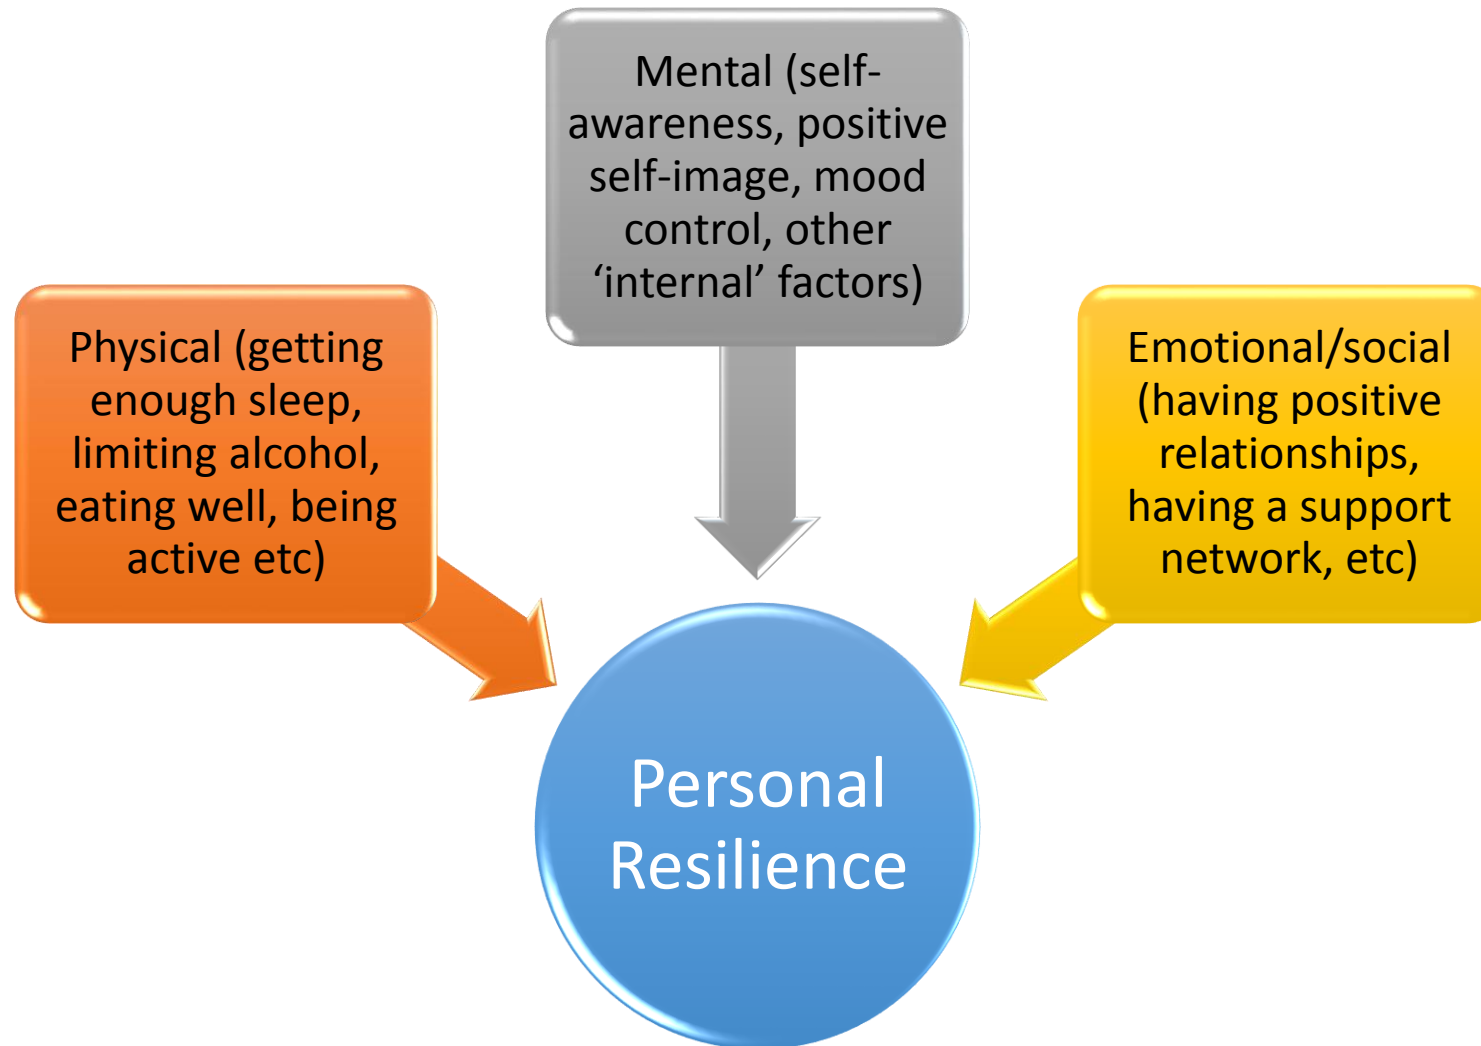 Mental (self-
awareness, positive
self-image, mood
control, other
‘internal’ factors)
Physical (getting
enough sleep,
limiting alcohol,
eating well, being
active etc)
Emotional/social
(having positive
relationships,
having a support
network, etc)
Personal
Resilience